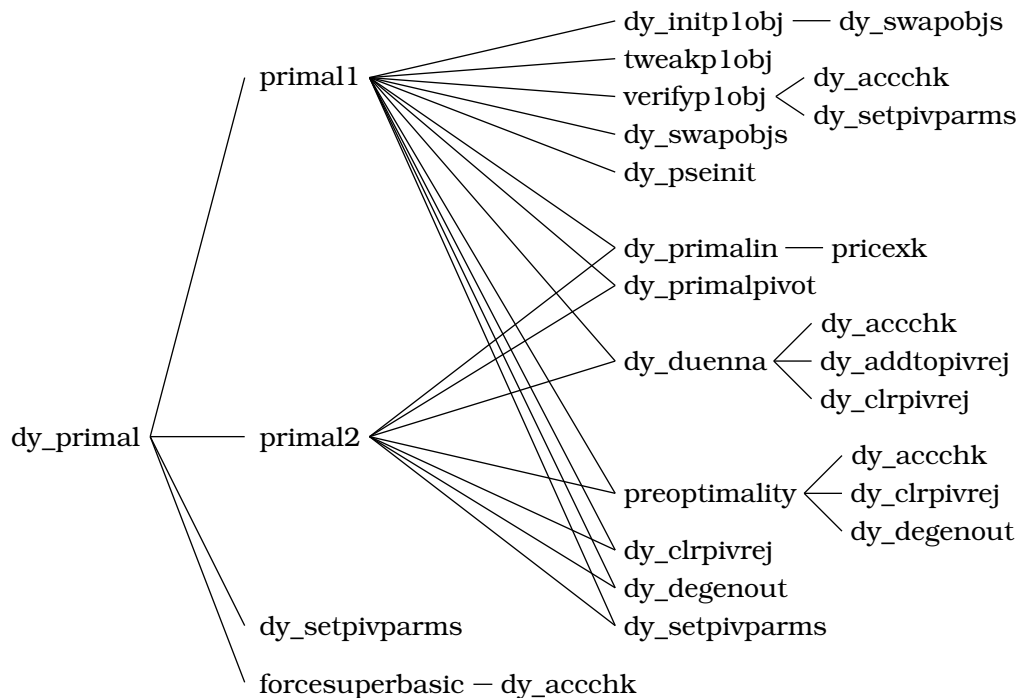 dy_initp1obj — dy_swapobjs
primal1
tweakp1obj
verifyp1obj
dy_accchk
dy_setpivparms
dy_swapobjs
dy_pseinit
dy_primalin — pricexk
dy_primalpivot
dy_accchk
dy_duenna
dy_addtopivrej
dy_clrpivrej
dy_primal
primal2
dy_accchk
preoptimality
dy_clrpivrej
dy_degenout
dy_clrpivrej
dy_degenout
dy_setpivparms
dy_setpivparms
forcesuperbasic – dy_accchk